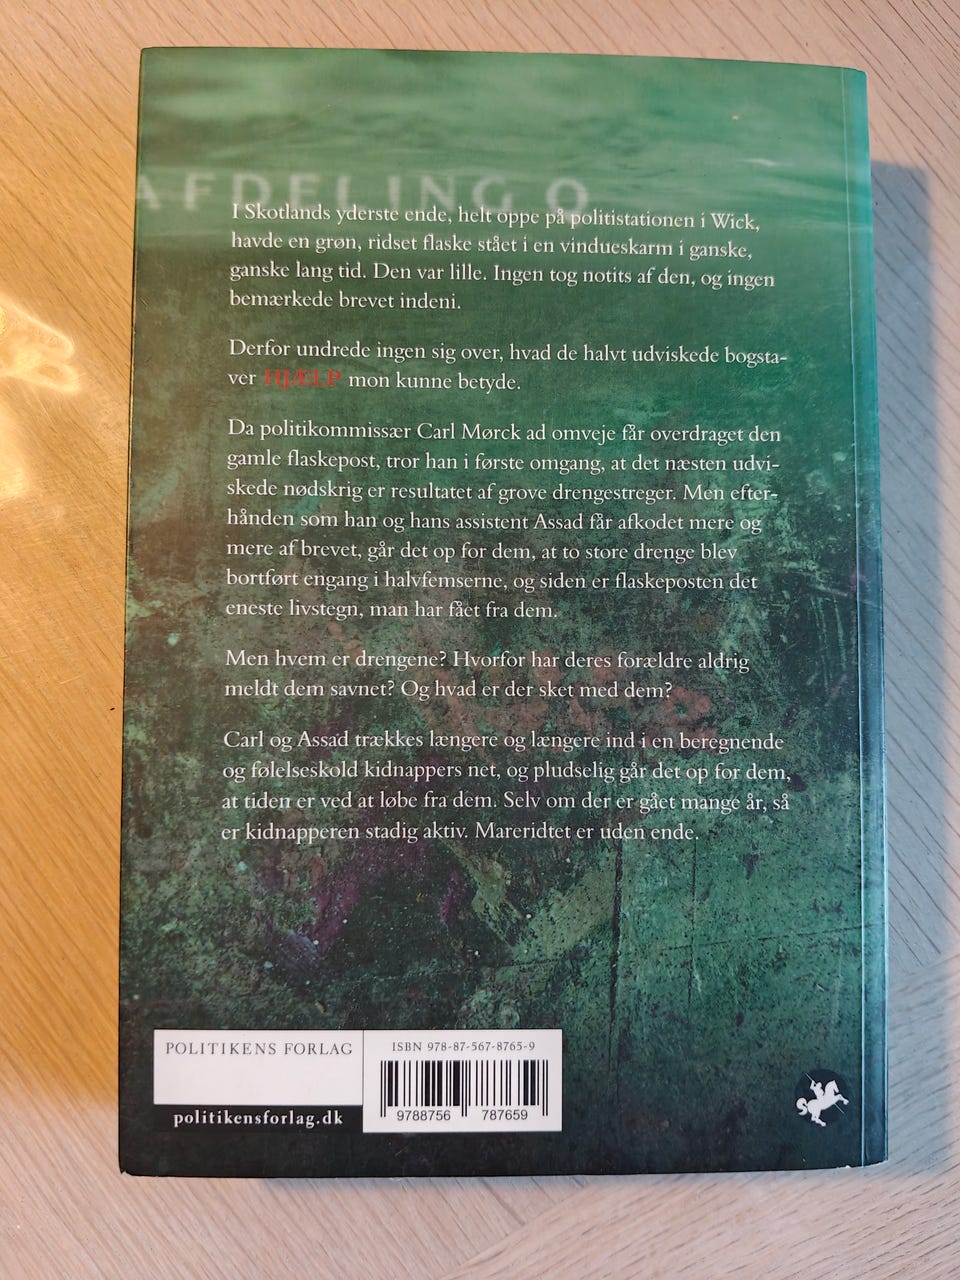 AFDELING Q
I Skotlands yderste ende, helt oppe på politistationen i Wick,
havde en grøn, ridset flaske stået i en vindueskarm i ganske,
ganske lang tid. Den var lille. Ingen tog notits af den, og ingen
bemærkede brevet indeni.
Derfor undrede ingen sig over, hvad de halvt udviskede bogsta-
ver HJÆLP mon kunne betyde.
Da politikommissær Carl Mørck ad omveje får overdraget den
gamle flaskepost, tror han i første omgang, at det næsten udvi-
skede nødskrig er resultatet af grove drengestreger. Men efter-
hånden som han og hans assistent Assad får afkodet mere og
mere af brevet, går det op for dem, at to store drenge blev
bortført engang i halvfemserne, og siden er flaskeposten det
eneste livstegn, man har fået fra dem.
Men hvem er drengene? Hvorfor har deres forældre aldrig
meldt dem savnet? Og hvad er der sket med dem?
Carl og Assad trækkes længere og længere ind i en beregnende
og følelseskold kidnappers net, og pludselig går det op for dem,
at tiden er ved at løbe fra dem. Selv om der er gået mange år, så
er kidnapperen stadig aktiv. Mareridtet er uden ende.
POLITIKENS FORLAG
politikensforlag.dk
ISBN 978-87-567-8765-9
9788756 787659